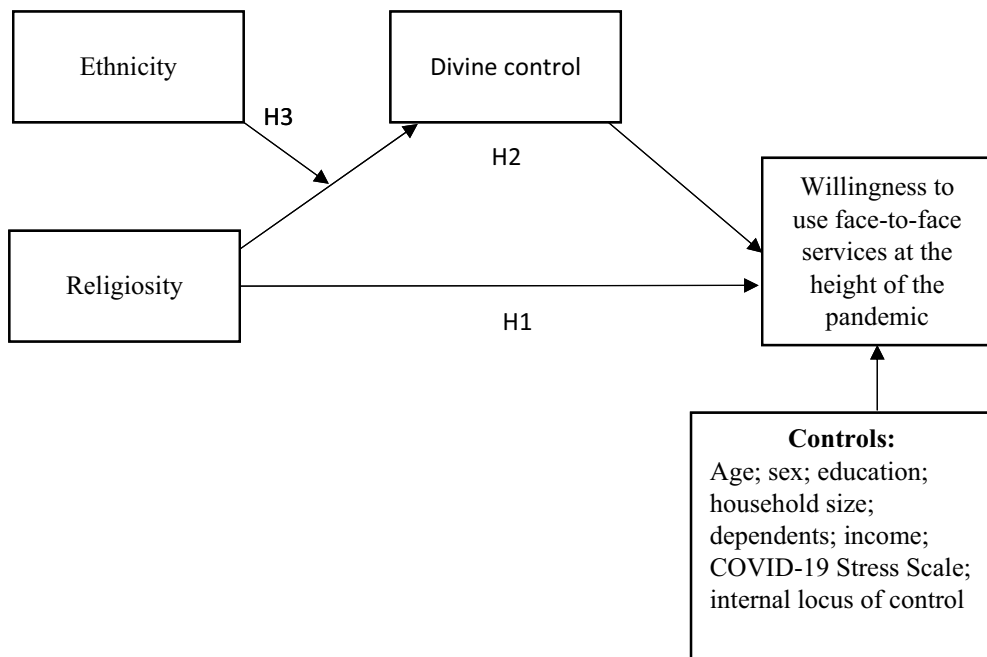 Ethnicity
Divine control
H3
H2
Willingness to
use face-to-face
services at the
height of the
pandemic
Religiosity
H1
Controls:
Age; sex; education;
household size;
dependents; income;
COVID-19 Stress Scale;
internal locus of control